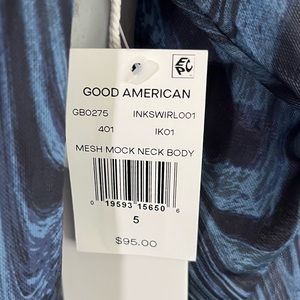 GOOD AMERICAN
GB0275 INKSWIRL001
401 IK01
MESH MOCK NECK BODY
0 19593 15650 6
5
$95.00